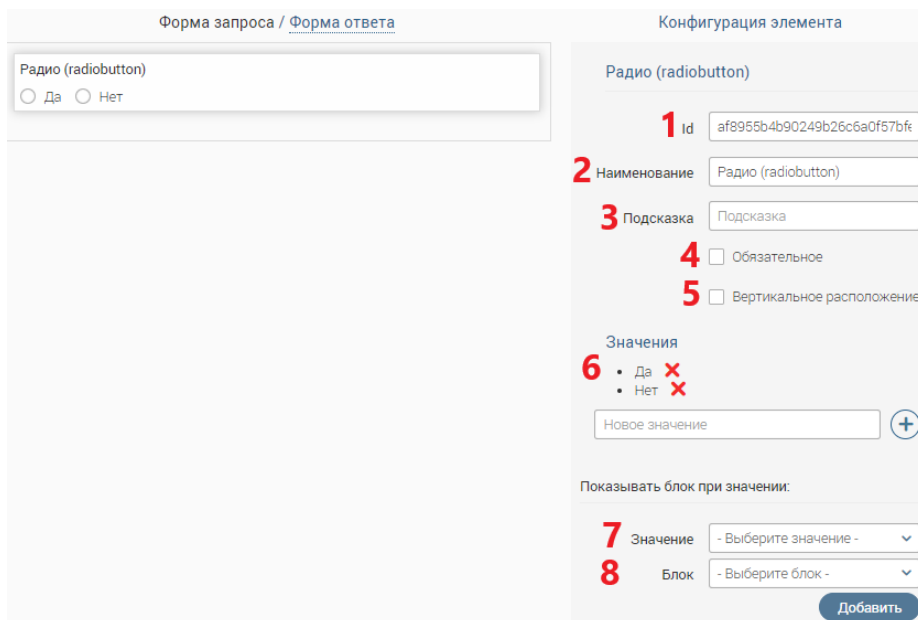 Форма запроса / Форма ответа
Радио (radiobutton)
Да Нет
Конфигурация элемента
Радио (radiobutton)
1 Id af8955b4b90249b26c6a0f57bfe
2 Наименование Радио (radiobutton)
3 Подсказка Подсказка
4 Обязательное
5 Вертикальное расположение
Значения
6 • Да
• Нет
Новое значение
Показывать блок при значении:
7 Значение - Выберите значение -
8 Блок - Выберите блок -
Добавить